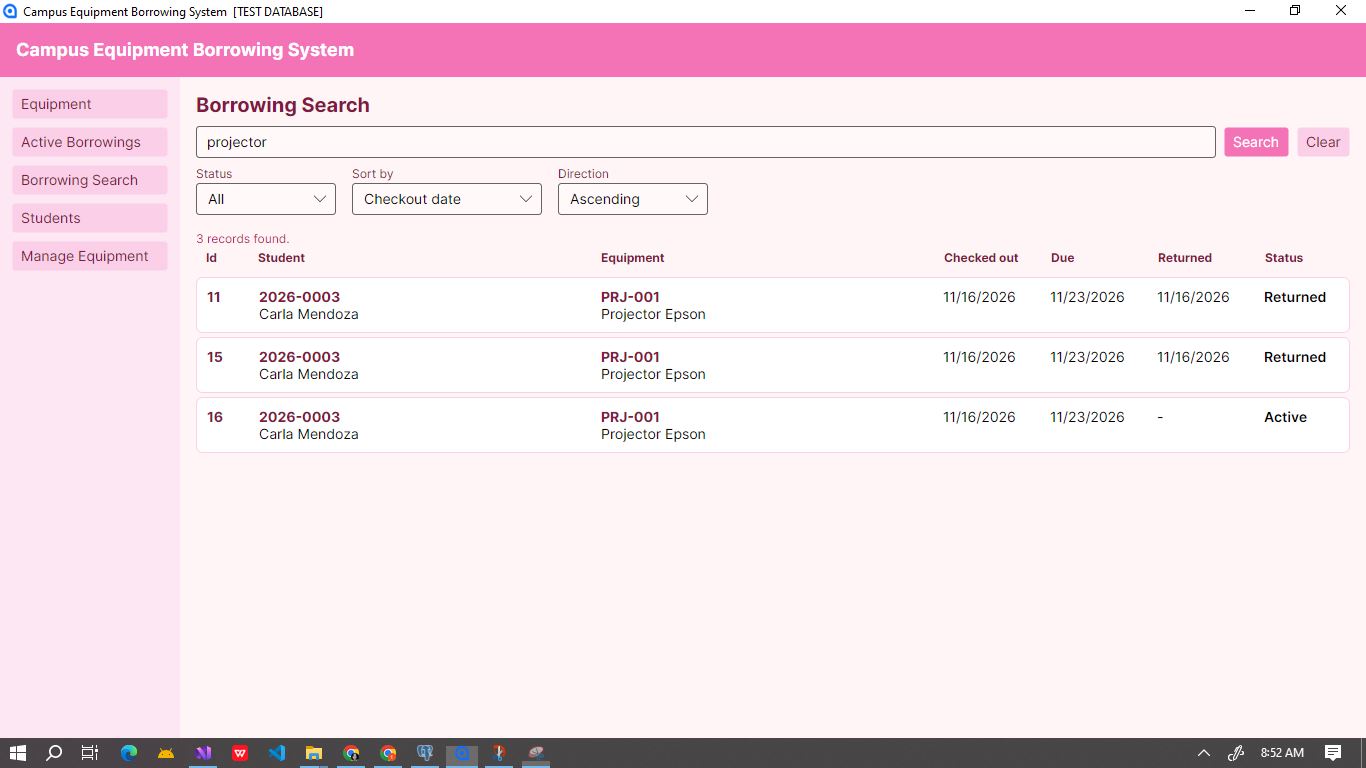 Campus Equipment Borrowing System [TEST DATABASE]
Campus Equipment Borrowing System
Equipment
Active Borrowings
Borrowing Search
Students
Manage Equipment
Borrowing Search
projector
Search
Clear
Status
Sort by
Direction
All
Checkout date
Ascending
3 records found.
Id Student Equipment Checked out Due Returned Status
11 2026-0003 PRJ-001 11/16/2026 11/23/2026 11/16/2026 Returned
Carla Mendoza Projector Epson
15 2026-0003 PRJ-001 11/16/2026 11/23/2026 11/16/2026 Returned
Carla Mendoza Projector Epson
16 2026-0003 PRJ-001 11/16/2026 11/23/2026 - Active
Carla Mendoza Projector Epson
8:52 AM